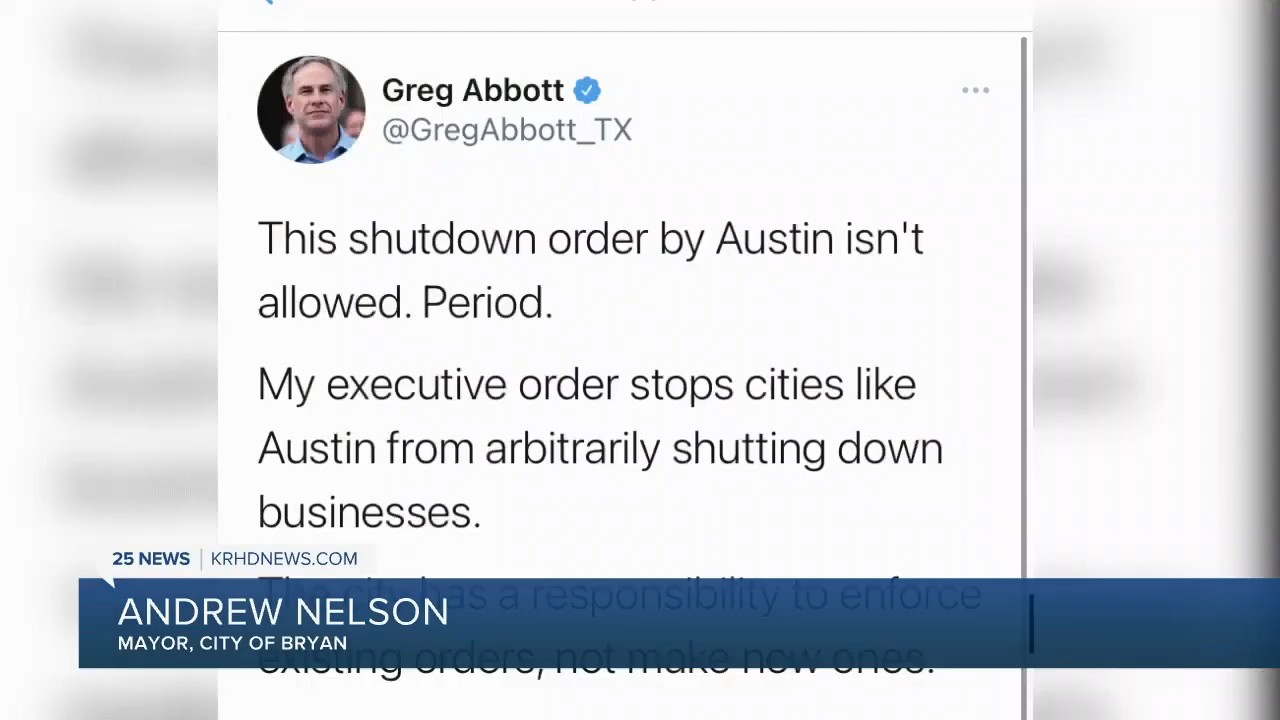 Greg Abbott
@GregAbbott_TX
This shutdown order by Austin isn't
allowed. Period.
My executive order stops cities like
Austin from arbitrarily shutting down
businesses.
The city has a responsibility to enforce
existing orders, not make new ones.
25 NEWS | KRHDNEWS.COM
ANDREW NELSON
MAYOR, CITY OF BRYAN